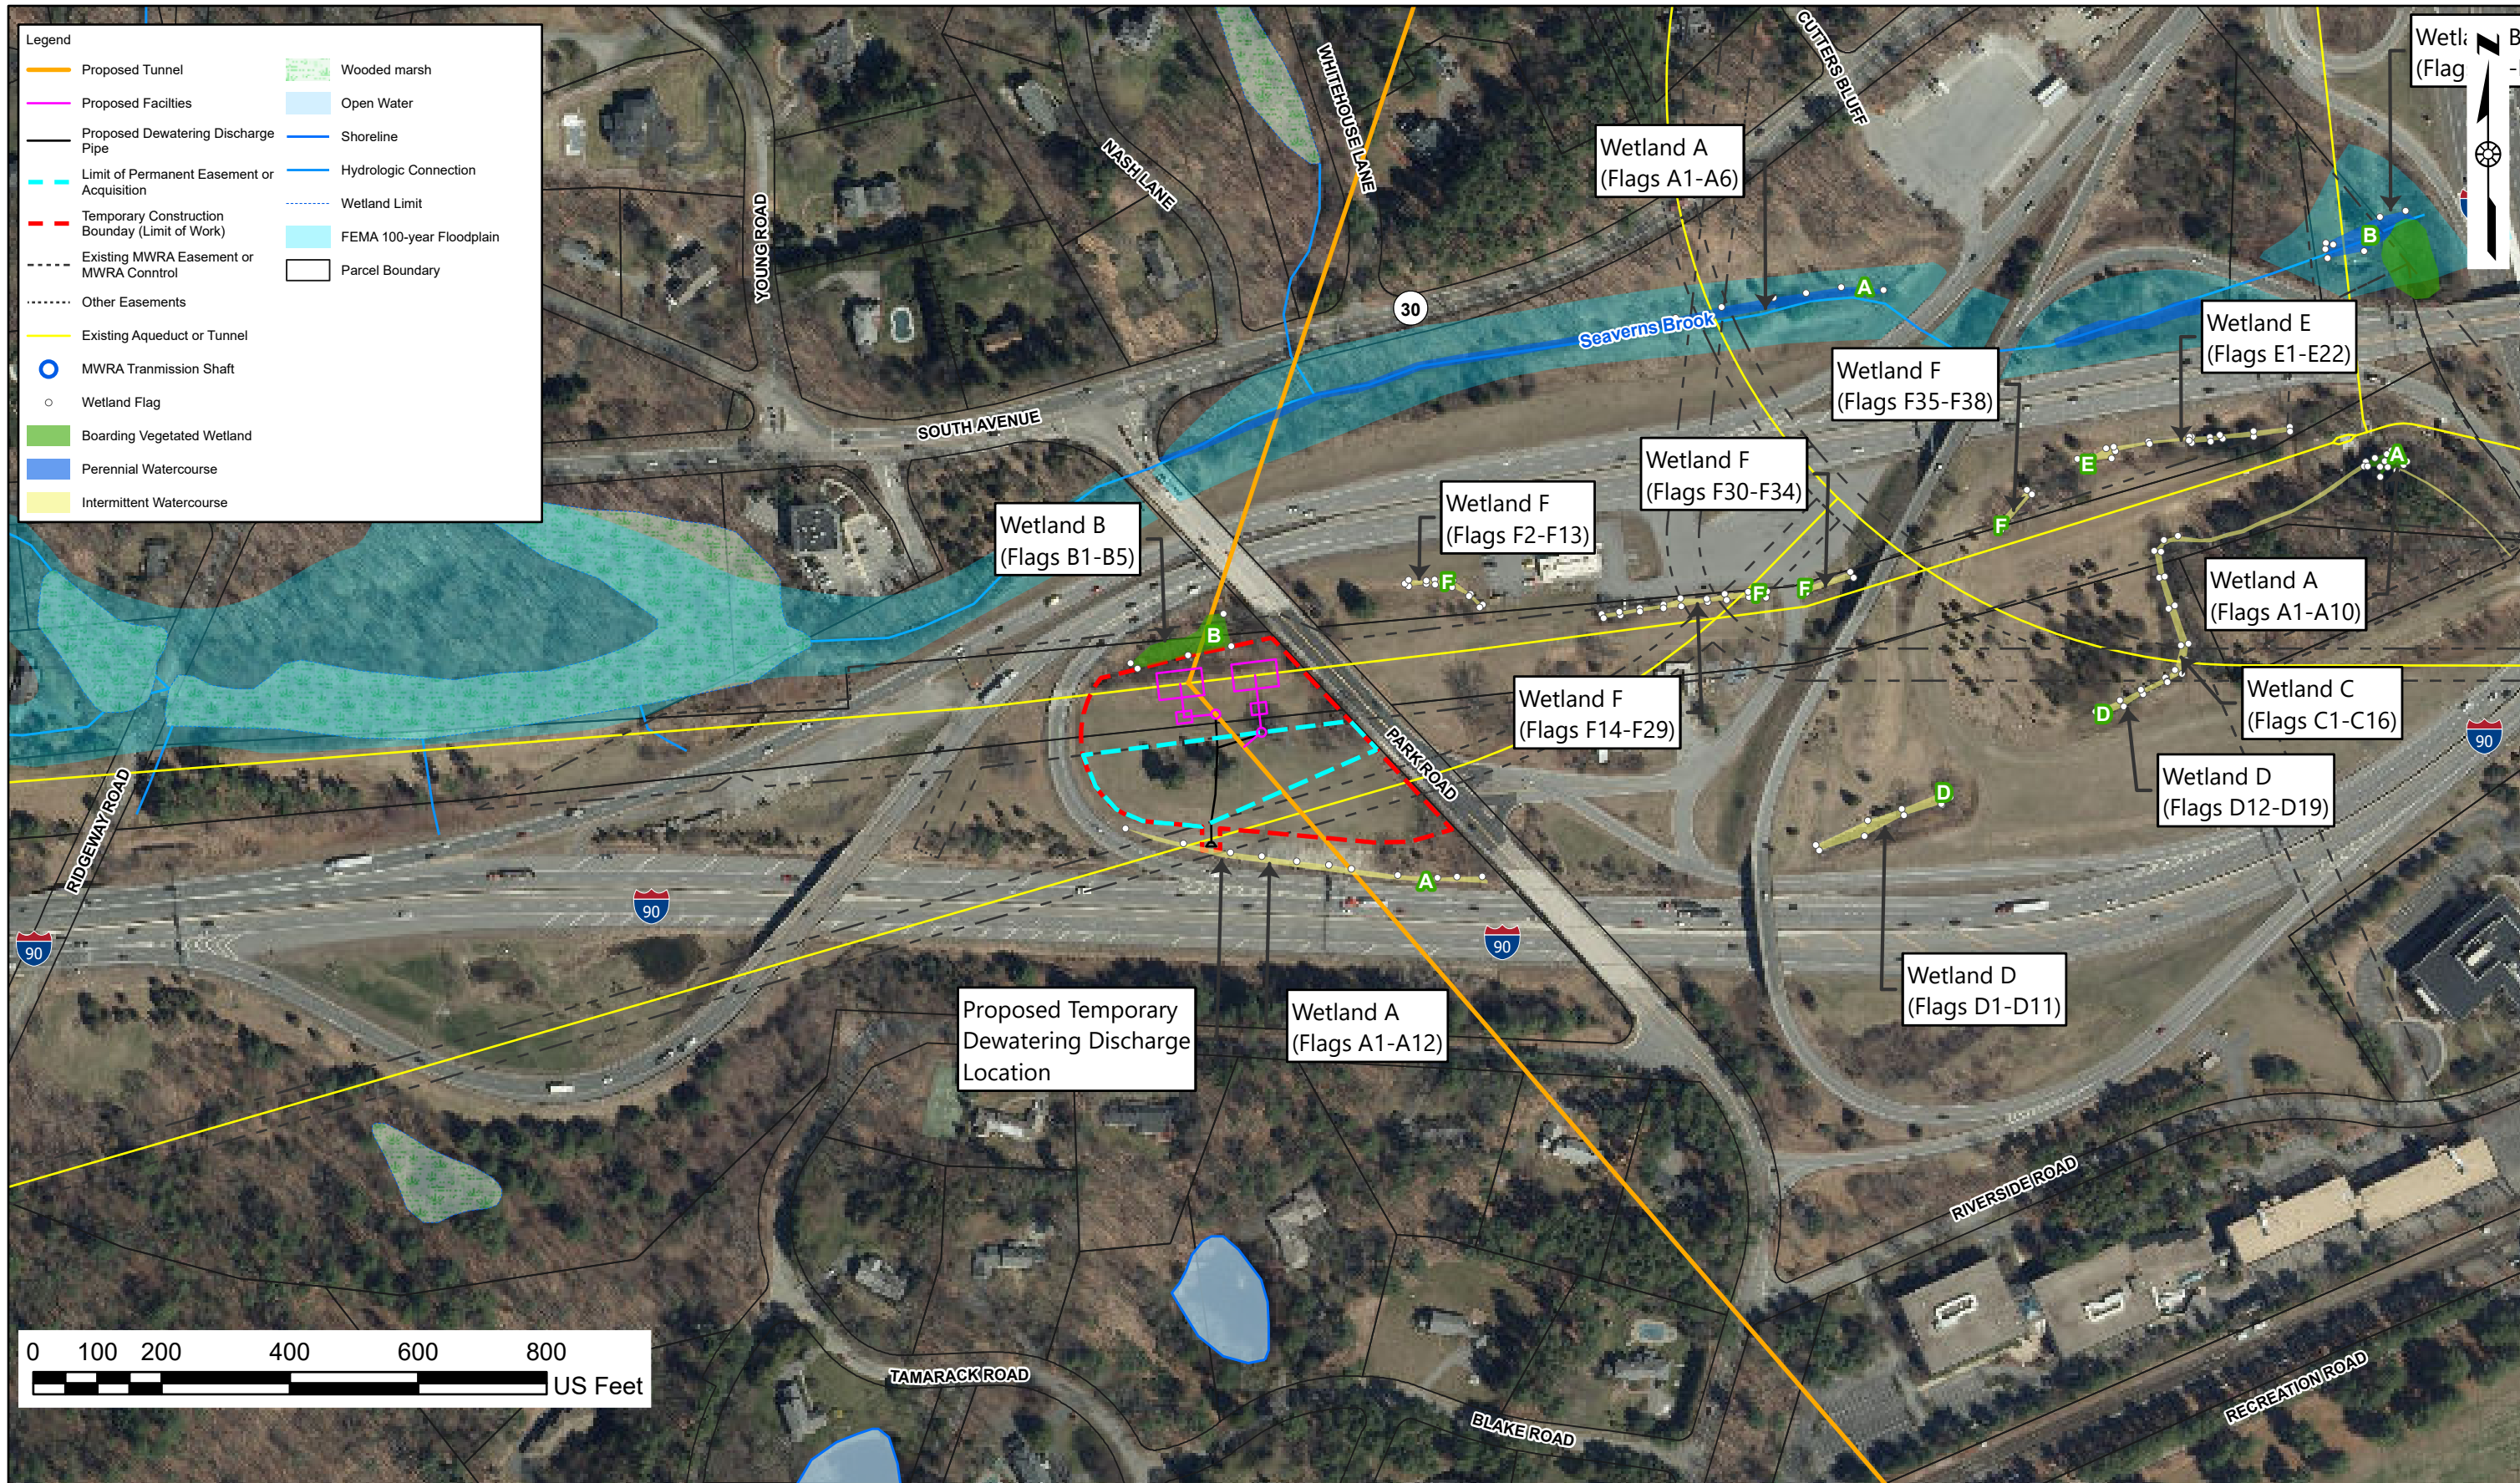 Legend
Proposed Tunnel
Proposed Facilties
Proposed Dewatering Discharge
Pipe
Limit of Permanent Easement or
Acquisition
Temporary Construction
Bounday (Limit of Work)
Existing MWRA Easement or
MWRA Conntrol
Other Easements
Existing Aqueduct or Tunnel
MWRA Tranmission Shaft
Wetland Flag
Boarding Vegetated Wetland
Perennial Watercourse
Intermittent Watercourse
Wooded marsh
Open Water
Shoreline
Hydrologic Connection
Wetland Limit
FEMA 100-year Floodplain
Parcel Boundary
YOUNG ROAD
NASH LANE
WHITEHOUSE LANE
CUTTERS BLUFF
N
Wetland A
(Flags A1-A6)
A
B
30
Seaverns Brook
SOUTH AVENUE
Wetland E
(Flags E1-E22)
Wetland F
(Flags F35-F38)
Wetland F
(Flags F30-F34)
Wetland F
(Flags F2-F13)
Wetland B
(Flags B1-B5)
E
A
F
F
F
F
B
Wetland A
(Flags A1-A10)
Wetland F
(Flags F14-F29)
Wetland C
(Flags C1-C16)
D
90
PARK ROAD
Wetland D
(Flags D12-D19)
D
RIDGEWAY ROAD
A
90
90
90
Wetland D
(Flags D1-D11)
Proposed Temporary
Dewatering Discharge
Location
Wetland A
(Flags A1-A12)
RIVERSIDE ROAD
TAMARACK ROAD
BLAKE ROAD
RECREATION ROAD
0 100 200 400 600 800
US Feet